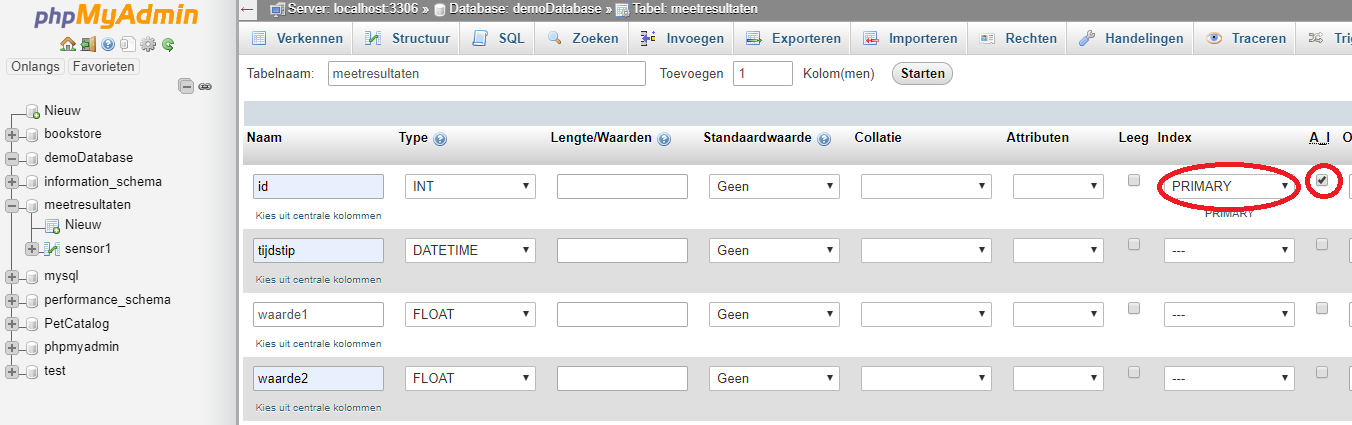 phpMyAdmin
Onlangs Favorieten
Nieuw
bookstore
demoDatabase
information_schema
meetresultaten
Nieuw
sensor1
mysql
performance_schema
PetCatalog
phpmyadmin
test
Server: localhost:3306 » Database: demoDatabase » Tabel: meetresultaten
Verkennen Structuur SQL Zoeken Invoegen Exporteren Importeren Rechten Handelingen Traceren Trig
Tabelnaam: meetresultaten Toevoegen 1 Kolom(men) Starten
Naam Type Lengte/Waarden Standaardwaarde Collatie Attributen Leeg Index A_I O
id INT Geen PRIMARY
Kies uit centrale kolommen PRIMARY
tijdstip DATETIME Geen ---
Kies uit centrale kolommen
waarde1 FLOAT Geen ---
Kies uit centrale kolommen
waarde2 FLOAT Geen ---
Kies uit centrale kolommen